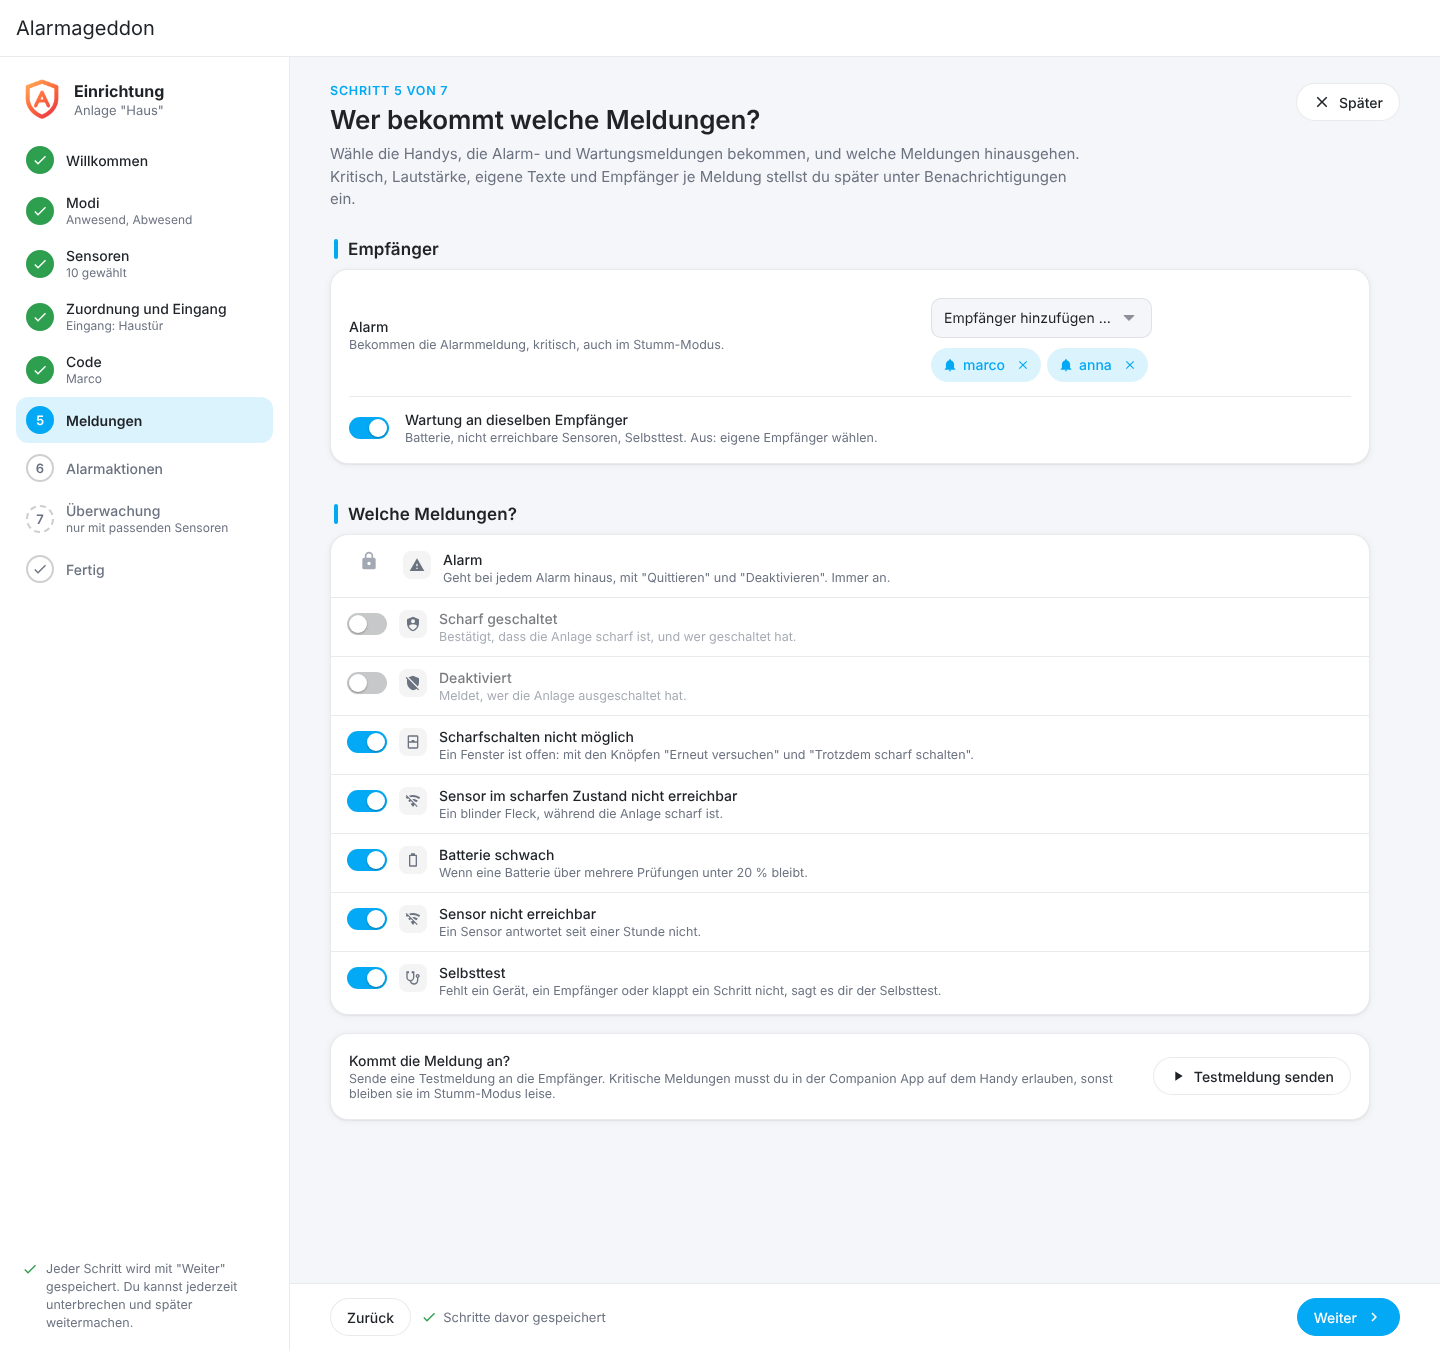 Alarmageddon
Einrichtung
Anlage "Haus"
Willkommen
Modi
Anwesend, Abwesend
Sensoren
10 gewählt
Zuordnung und Eingang
Eingang: Haustür
Code
Marco
5
Meldungen
6
Alarmaktionen
7
Überwachung
nur mit passenden Sensoren
Fertig
Jeder Schritt wird mit "Weiter"
gespeichert. Du kannst jederzeit
unterbrechen und später
weitermachen.
SCHRITT 5 VON 7
Wer bekommt welche Meldungen?
Wähle die Handys, die Alarm- und Wartungsmeldungen bekommen, und welche Meldungen hinausgehen.
Kritisch, Lautstärke, eigene Texte und Empfänger je Meldung stellst du später unter Benachrichtigungen
ein.
Später
Empfänger
Alarm
Bekommen die Alarmmeldung, kritisch, auch im Stumm-Modus.
Empfänger hinzufügen ...
marco
anna
Wartung an dieselben Empfänger
Batterie, nicht erreichbare Sensoren, Selbsttest. Aus: eigene Empfänger wählen.
Welche Meldungen?
Alarm
Geht bei jedem Alarm hinaus, mit "Quittieren" und "Deaktivieren". Immer an.
Scharf geschaltet
Bestätigt, dass die Anlage scharf ist, und wer geschaltet hat.
Deaktiviert
Meldet, wer die Anlage ausgeschaltet hat.
Scharfschalten nicht möglich
Ein Fenster ist offen: mit den Knöpfen "Erneut versuchen" und "Trotzdem scharf schalten".
Sensor im scharfen Zustand nicht erreichbar
Ein blinder Fleck, während die Anlage scharf ist.
Batterie schwach
Wenn eine Batterie über mehrere Prüfungen unter 20 % bleibt.
Sensor nicht erreichbar
Ein Sensor antwortet seit einer Stunde nicht.
Selbsttest
Fehlt ein Gerät, ein Empfänger oder klappt ein Schritt nicht, sagt es dir der Selbsttest.
Kommt die Meldung an?
Sende eine Testmeldung an die Empfänger. Kritische Meldungen musst du in der Companion App auf dem Handy erlauben, sonst
bleiben sie im Stumm-Modus leise.
Testmeldung senden
Zurück
Schritte davor gespeichert
Weiter